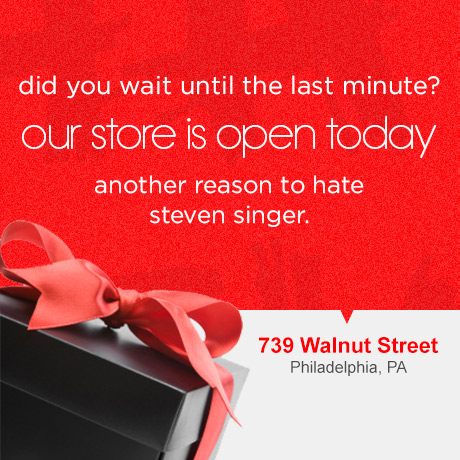 did you wait until the last minute?
our store is open today
another reason to hate
steven singer.
739 Walnut Street
Philadelphia, PA